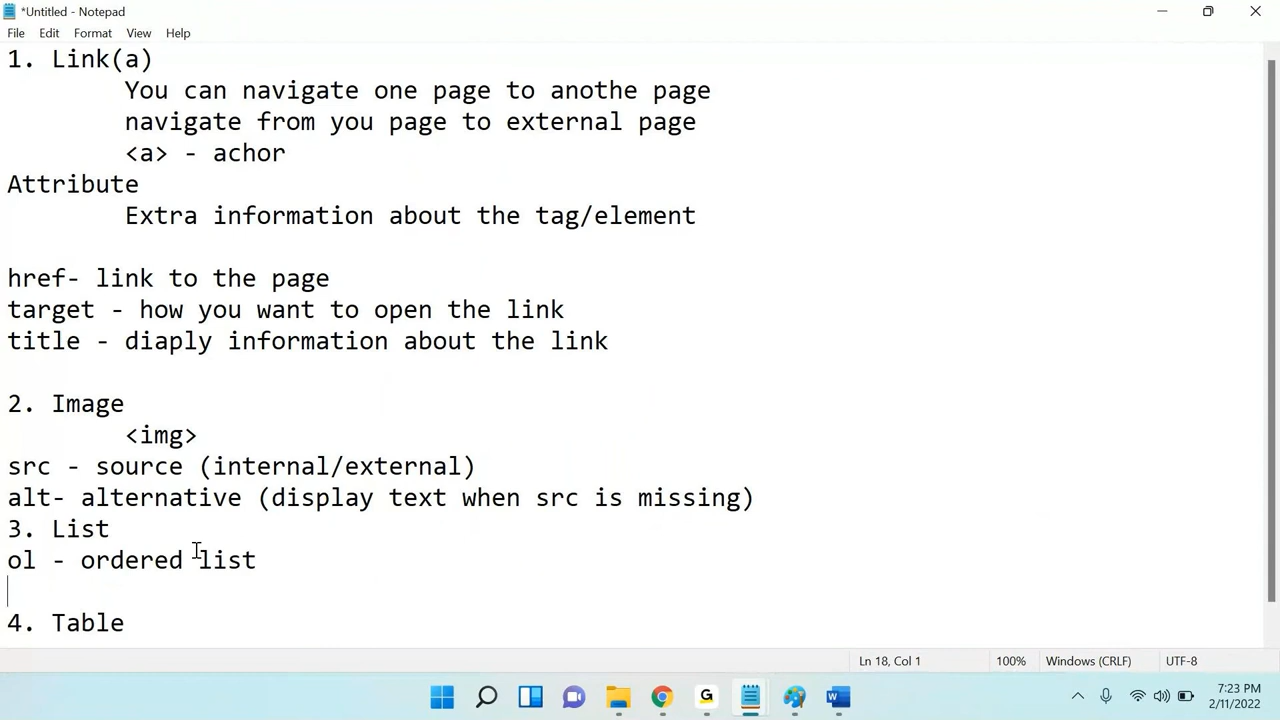 *Untitled - Notepad
File Edit Format View Help
1. Link(a)
You can navigate one page to anothe page
navigate from you page to external page
<a> - achor
Attribute
Extra information about the tag/element
href- link to the page
target - how you want to open the link
title - diaply information about the link
2. Image
<img>
src - source (internal/external)
alt- alternative (display text when src is missing)
3. List
ol - ordered list
4. Table
Ln 18, Col 1 100% Windows (CRLF) UTF-8
7:23 PM
2/11/2022